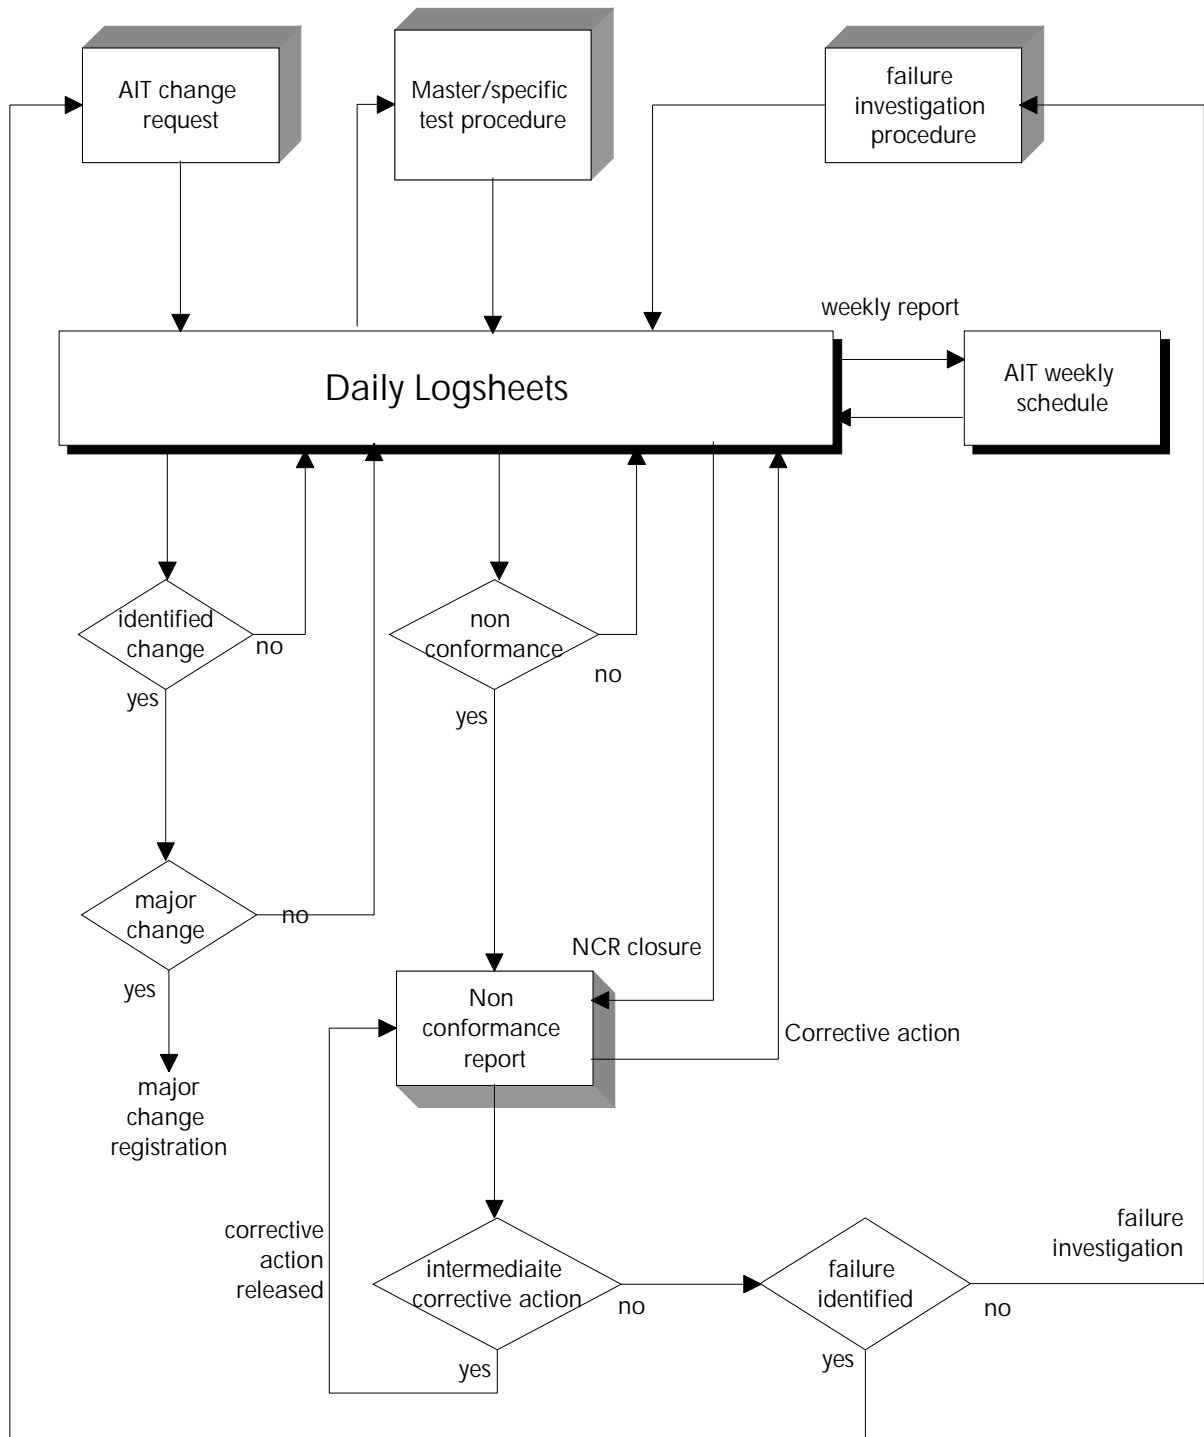 AIT change
request
Master/specific
test procedure
failure
investigation
procedure
weekly report
Daily Logsheets
AIT weekly
schedule
identified
change
no
yes
non
conformance
no
yes
major
change
no
yes
major
change
registration
NCR closure
Non
conformance
report
Corrective action
corrective
action
released
intermediaite
corrective action
no
yes
failure
identified
no
yes
failure
investigation